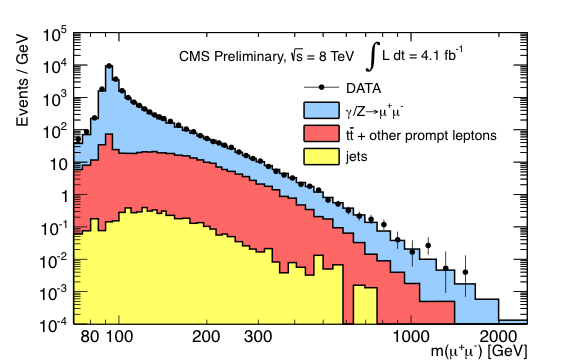 CMS Preliminary, √s = 8 TeV ∫ L dt = 4.1 fb⁻¹
DATA
γ/Z→μ⁺μ⁻
tt̄ + other prompt leptons
jets
Events / GeV
10⁵
10⁴
10³
10²
10
1
10⁻¹
10⁻²
10⁻³
10⁻⁴
80 100 200 300 1000 2000
m(μ⁺μ⁻) [GeV]